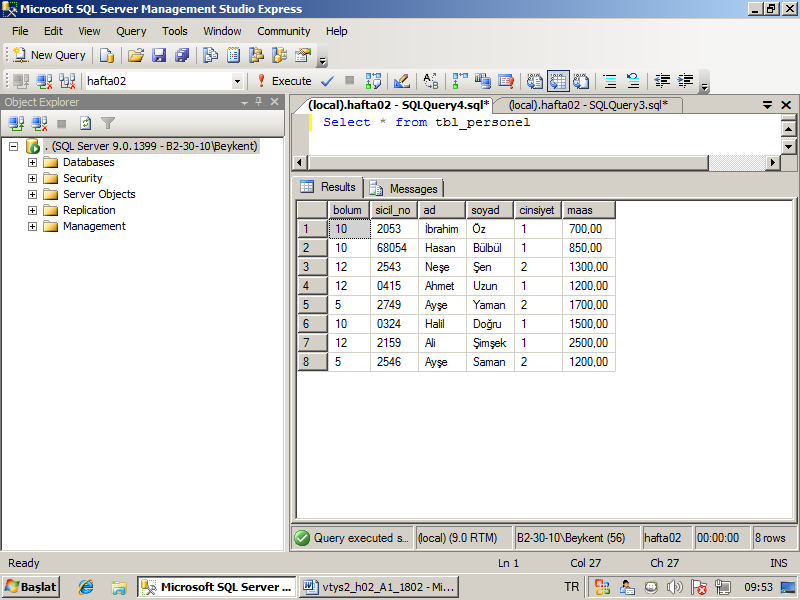 Microsoft SQL Server Management Studio Express
File Edit View Query Tools Window Community Help
New Query
hafta02 Execute
Object Explorer
(local).hafta02 - SQLQuery4.sql* (local).hafta02 - SQLQuery3.sql*
Select * from tbl_personel
. (SQL Server 9.0.1399 - B2-30-10\Beykent)
Databases
Security
Server Objects
Replication
Management
Results Messages
bolum sicil_no ad soyad cinsiyet maas
1 10 2053 İbrahim Öz 1 700,00
2 10 68054 Hasan Bülbül 1 850,00
3 12 2543 Neşe Şen 2 1300,00
4 12 0415 Ahmet Uzun 1 1200,00
5 5 2749 Ayşe Yaman 2 1700,00
6 10 0324 Halil Doğru 1 1500,00
7 12 2159 Ali Şimşek 1 2500,00
8 5 2546 Ayşe Saman 2 1200,00
Query executed s... (local) (9.0 RTM) B2-30-10\Beykent (56) hafta02 00:00:00 8 rows
Ready Ln 1 Col 27 Ch 27 INS
Başlat Microsoft SQL Server ... vtys2_h02_A1_1802 - Mi... TR 09:53